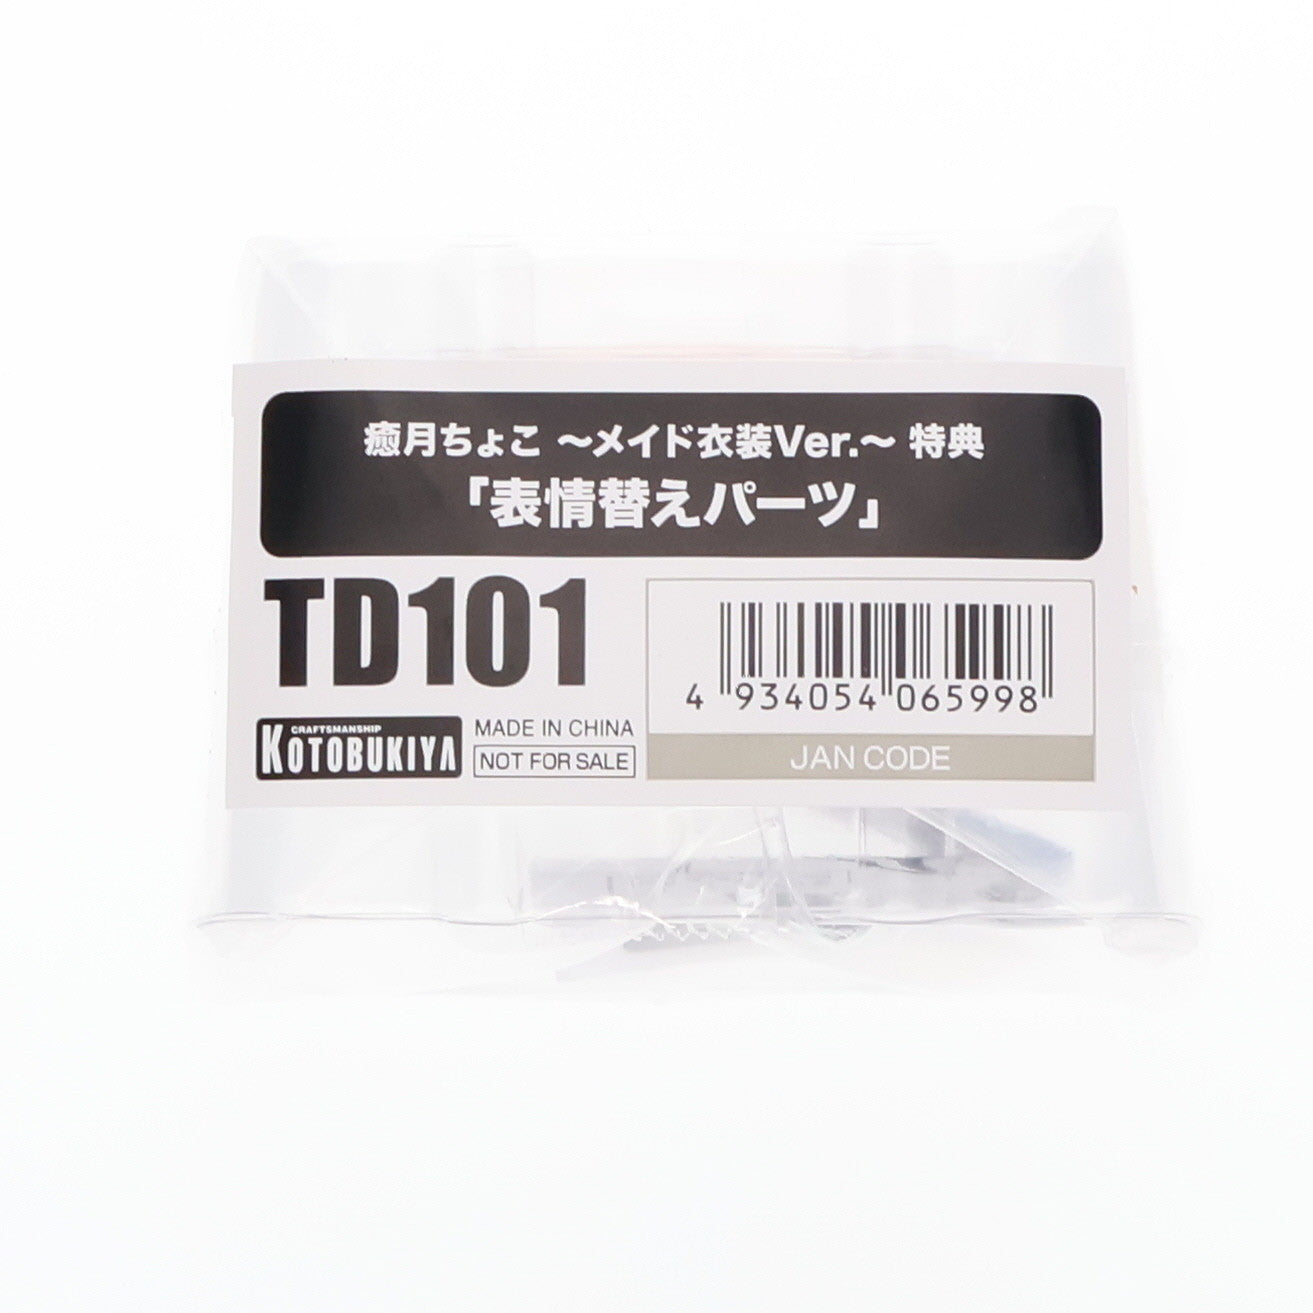 癒月ちょこ ～メイド衣装Ver.～ 特典
「表情替えパーツ」
TD101
CRAFTSMANSHIP
KOTOBUKIYA
MADE IN CHINA
NOT FOR SALE
4 934054 065998
JAN CODE